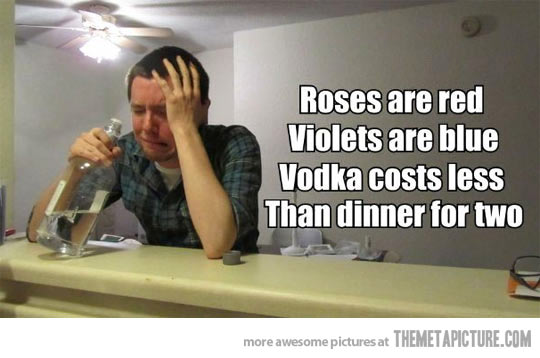 Roses are red
Violets are blue
Vodka costs less
Than dinner for two
more awesome pictures at THEMETAPICTURE.COM